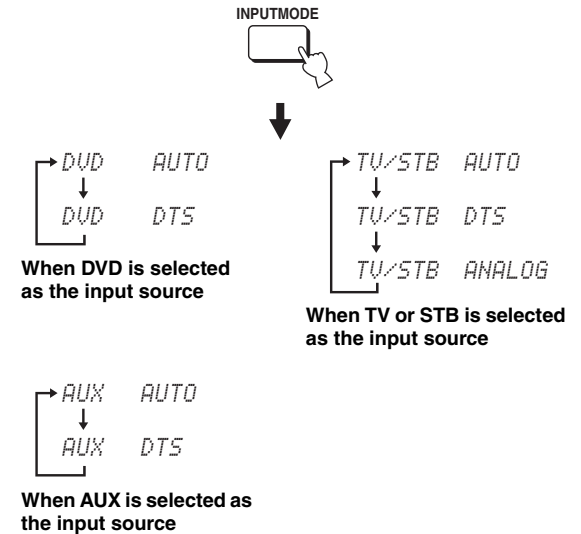 INPUTMODE
DVD AUTO
DVD DTS
When DVD is selected
as the input source
TV/STB AUTO
TV/STB DTS
TV/STB ANALOG
When TV or STB is selected
as the input source
AUX AUTO
AUX DTS
When AUX is selected as
the input source